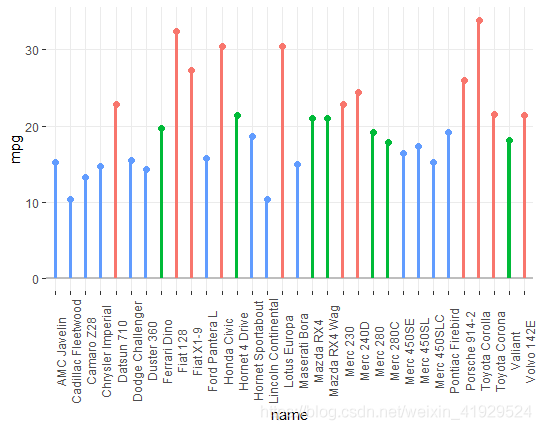 mpg
30
20
10
0
AMC Javelin
Cadillac Fleetwood
Camaro Z28
Chrysler Imperial
Datsun 710
Dodge Challenger
Duster 360
Ferrari Dino
Fiat 128
Fiat X1-9
Ford Pantera L
Honda Civic
Hornet 4 Drive
Hornet Sportabout
Lincoln Continental
Lotus Europa
Maserati Bora
Mazda RX4
Mazda RX4 Wag
Merc 230
Merc 240D
Merc 280
Merc 280C
Merc 450SE
Merc 450SL
Merc 450SLC
Pontiac Firebird
Porsche 914-2
Toyota Corolla
Toyota Corona
Valiant
Volvo 142E
name
https://blog.csdn.net/weixin_41929524